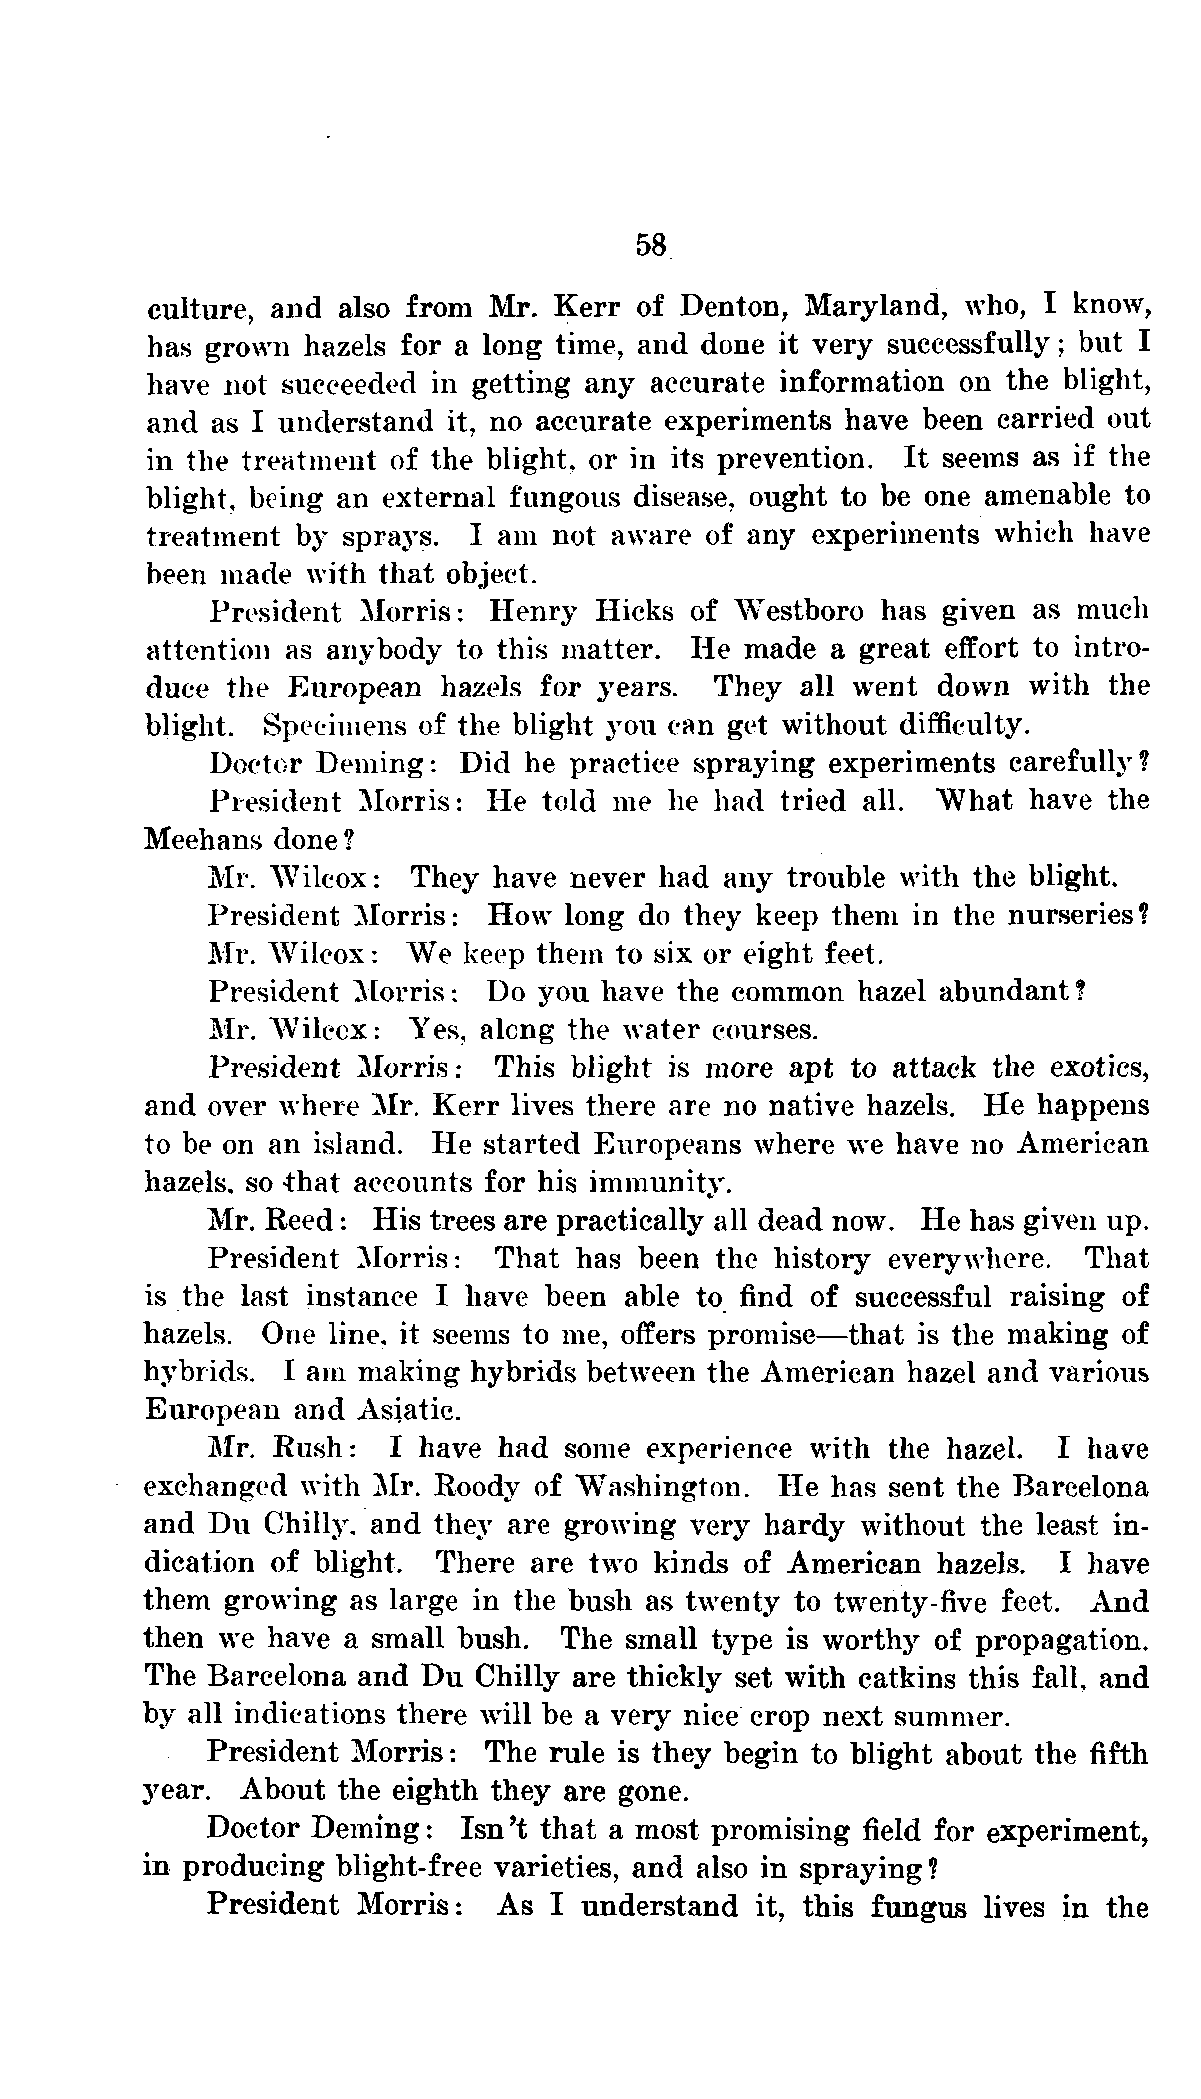 58
culture, and also from Mr. Kerr of Denton, Maryland, who, I know,
has grown hazels for a long time, and done it very successfully; but I
have not succeeded in getting any accurate information on the blight,
and as I understand it, no accurate experiments have been carried out
in the treatment of the blight, or in its prevention. It seems as if the
blight, being an external fungous disease, ought to be one amenable to
treatment by sprays. I am not aware of any experiments which have
been made with that object.
President Morris: Henry Hicks of Westboro has given as much
attention as anybody to this matter. He made a great effort to intro-
duce the European hazels for years. They all went down with the
blight. Specimens of the blight you can get without difficulty.
Doctor Deming: Did he practice spraying experiments carefully?
President Morris: He told me he had tried all. What have the
Meehans done?
Mr. Wilcox: They have never had any trouble with the blight.
President Morris: How long do they keep them in the nurseries?
Mr. Wilcox: We keep them to six or eight feet.
President Morris: Do you have the common hazel abundant?
Mr. Wilcox: Yes, along the water courses.
President Morris: This blight is more apt to attack the exotics,
and over where Mr. Kerr lives there are no native hazels. He happens
to be on an island. He started Europeans where we have no American
hazels, so that accounts for his immunity.
Mr. Reed: His trees are practically all dead now. He has given up.
President Morris: That has been the history everywhere. That
is the last instance I have been able to find of successful raising of
hazels. One line, it seems to me, offers promise—that is the making of
hybrids. I am making hybrids between the American hazel and various
European and Asiatic.
Mr. Rush: I have had some experience with the hazel. I have
exchanged with Mr. Roody of Washington. He has sent the Barcelona
and Du Chilly, and they are growing very hardy without the least in-
dication of blight. There are two kinds of American hazels. I have
them growing as large in the bush as twenty to twenty-five feet. And
then we have a small bush. The small type is worthy of propagation.
The Barcelona and Du Chilly are thickly set with catkins this fall, and
by all indications there will be a very nice crop next summer.
President Morris: The rule is they begin to blight about the fifth
year. About the eighth they are gone.
Doctor Deming: Isn't that a most promising field for experiment,
in producing blight-free varieties, and also in spraying?
President Morris: As I understand it, this fungus lives in the